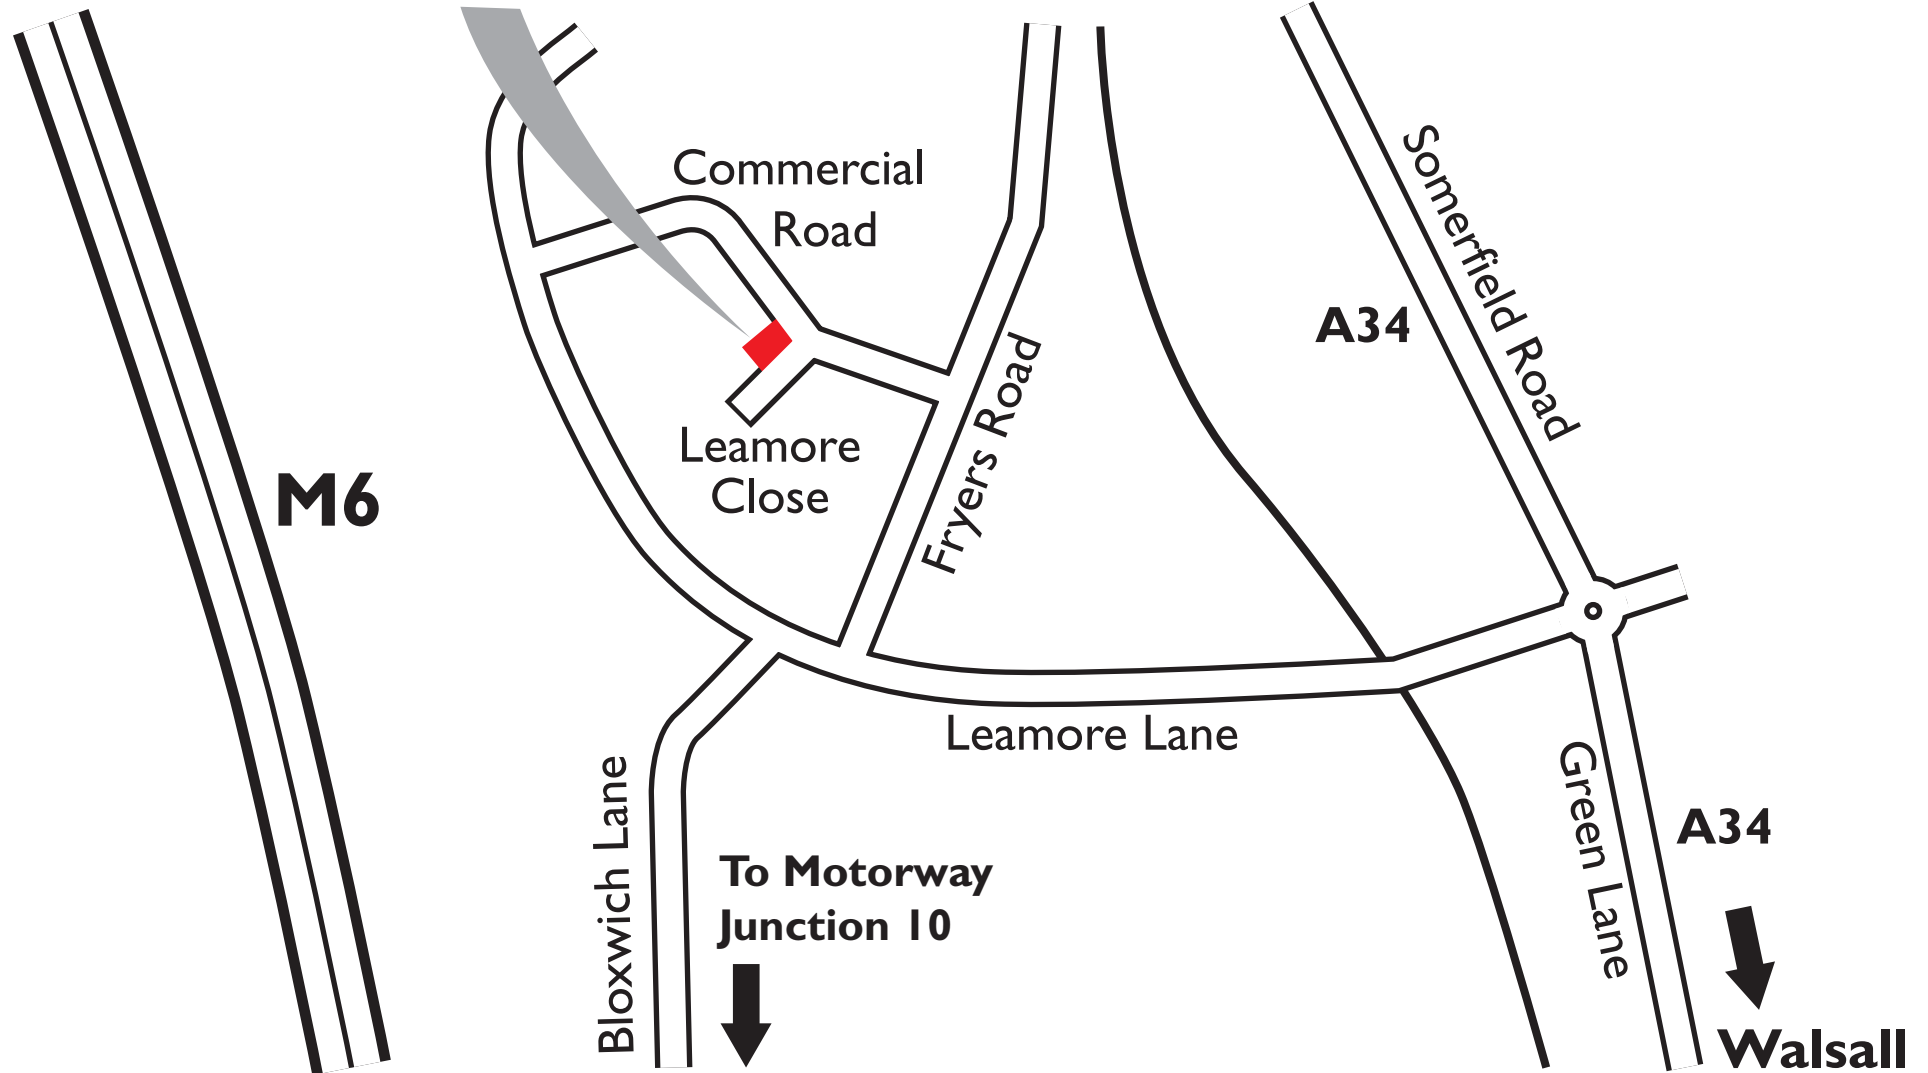 Commercial
Road
Somerfield Road
A34
Fryers Road
Leamore
Close
M6
Leamore Lane
Bloxwich Lane
To Motorway
Junction 10
Green Lane
A34
Walsall